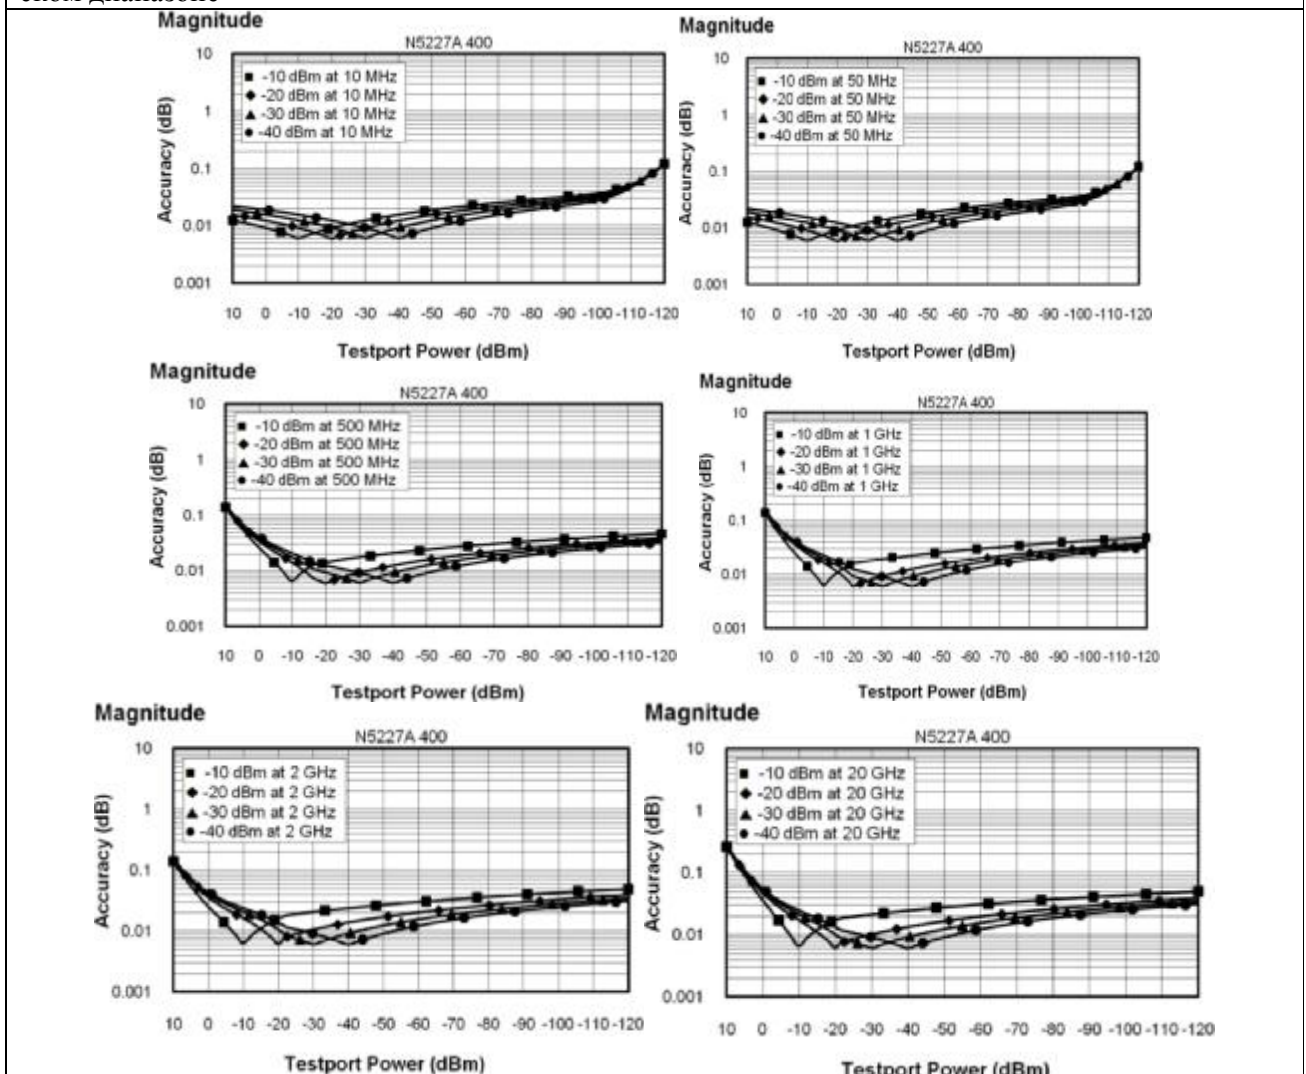 ском диапазоне
Magnitude
N5227A 400
Accuracy (dB)
10
1
0.1
0.01
0.001
-10 dBm at 10 MHz
-20 dBm at 10 MHz
-30 dBm at 10 MHz
-40 dBm at 10 MHz
10 0 -10 -20 -30 -40 -50 -60 -70 -80 -90 -100 -110 -120
Testport Power (dBm)
Magnitude
N5227A 400
Accuracy (dB)
10
1
0.1
0.01
0.001
-10 dBm at 50 MHz
-20 dBm at 50 MHz
-30 dBm at 50 MHz
-40 dBm at 50 MHz
10 0 -10 -20 -30 -40 -50 -60 -70 -80 -90 -100 -110 -120
Testport Power (dBm)
Magnitude
N5227A 400
Accuracy (dB)
10
1
0.1
0.01
0.001
-10 dBm at 500 MHz
-20 dBm at 500 MHz
-30 dBm at 500 MHz
-40 dBm at 500 MHz
10 0 -10 -20 -30 -40 -50 -60 -70 -80 -90 -100 -110 -120
Testport Power (dBm)
Magnitude
N5227A 400
Accuracy (dB)
10
1
0.1
0.01
0.001
-10 dBm at 1 GHz
-20 dBm at 1 GHz
-30 dBm at 1 GHz
-40 dBm at 1 GHz
10 0 -10 -20 -30 -40 -50 -60 -70 -80 -90 -100 -110 -120
Testport Power (dBm)
Magnitude
N5227A 400
Accuracy (dB)
10
1
0.1
0.01
0.001
-10 dBm at 2 GHz
-20 dBm at 2 GHz
-30 dBm at 2 GHz
-40 dBm at 2 GHz
10 0 -10 -20 -30 -40 -50 -60 -70 -80 -90 -100 -110 -120
Testport Power (dBm)
Magnitude
N5227A 400
Accuracy (dB)
10
1
0.1
0.01
0.001
-10 dBm at 20 GHz
-20 dBm at 20 GHz
-30 dBm at 20 GHz
-40 dBm at 20 GHz
10 0 -10 -20 -30 -40 -50 -60 -70 -80 -90 -100 -110 -120
Testport Power (dBm)